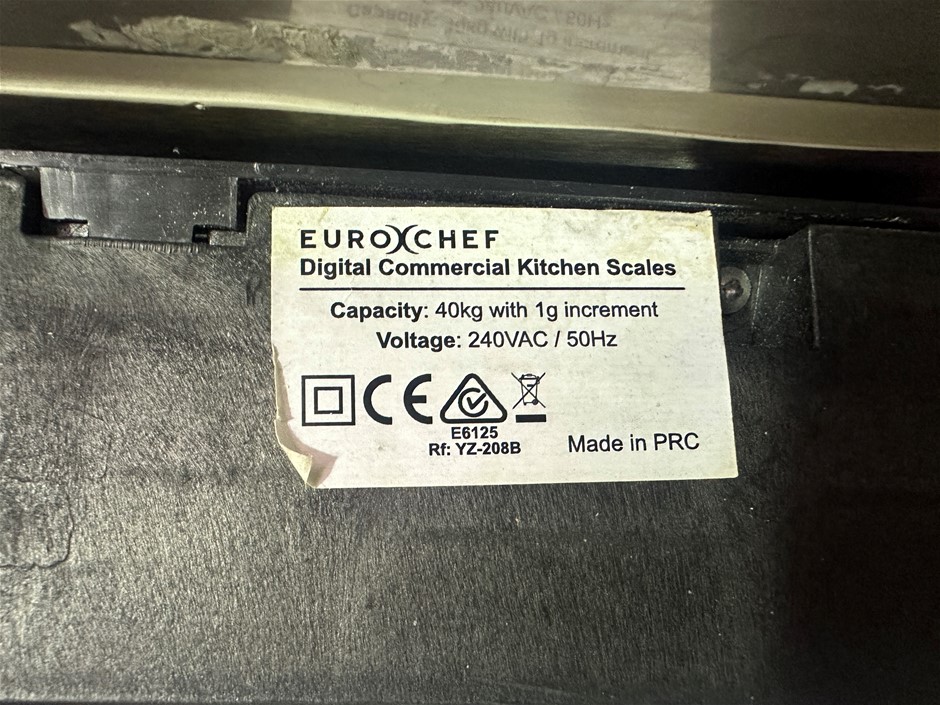 EUROCHEF
Digital Commercial Kitchen Scales
Capacity: 40kg with 1g increment
Voltage: 240VAC / 50Hz
CE
E6125
Rf: YZ-208B
Made in PRC